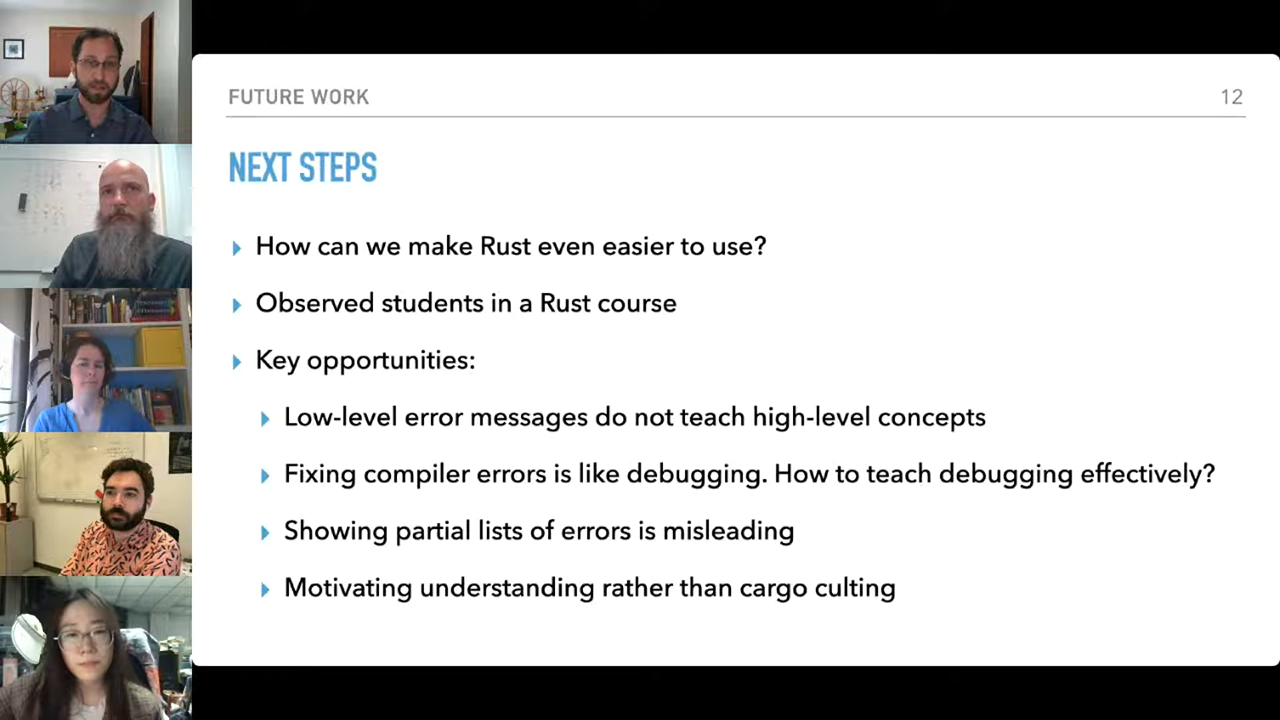 FUTURE WORK
12
NEXT STEPS
How can we make Rust even easier to use?
Observed students in a Rust course
Key opportunities:
Low-level error messages do not teach high-level concepts
Fixing compiler errors is like debugging. How to teach debugging effectively?
Showing partial lists of errors is misleading
Motivating understanding rather than cargo culting